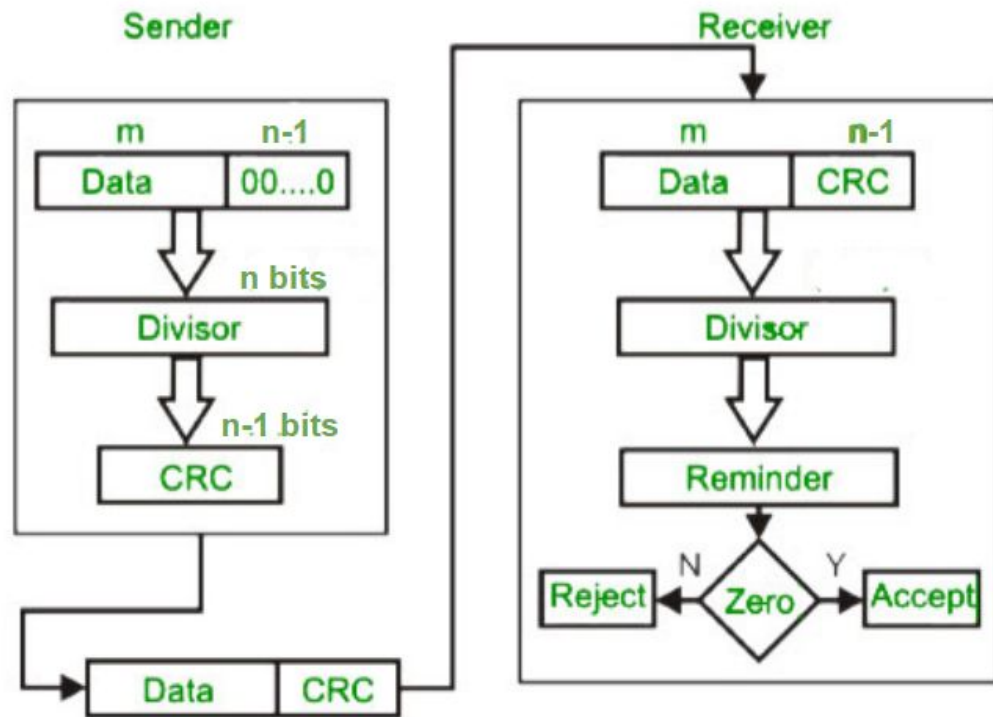 Sender
m n-1
Data 00....0
n bits
Divisor
n-1 bits
CRC
Data CRC
Receiver
m n-1
Data CRC
Divisor
Reminder
N Y
Reject Zero Accept